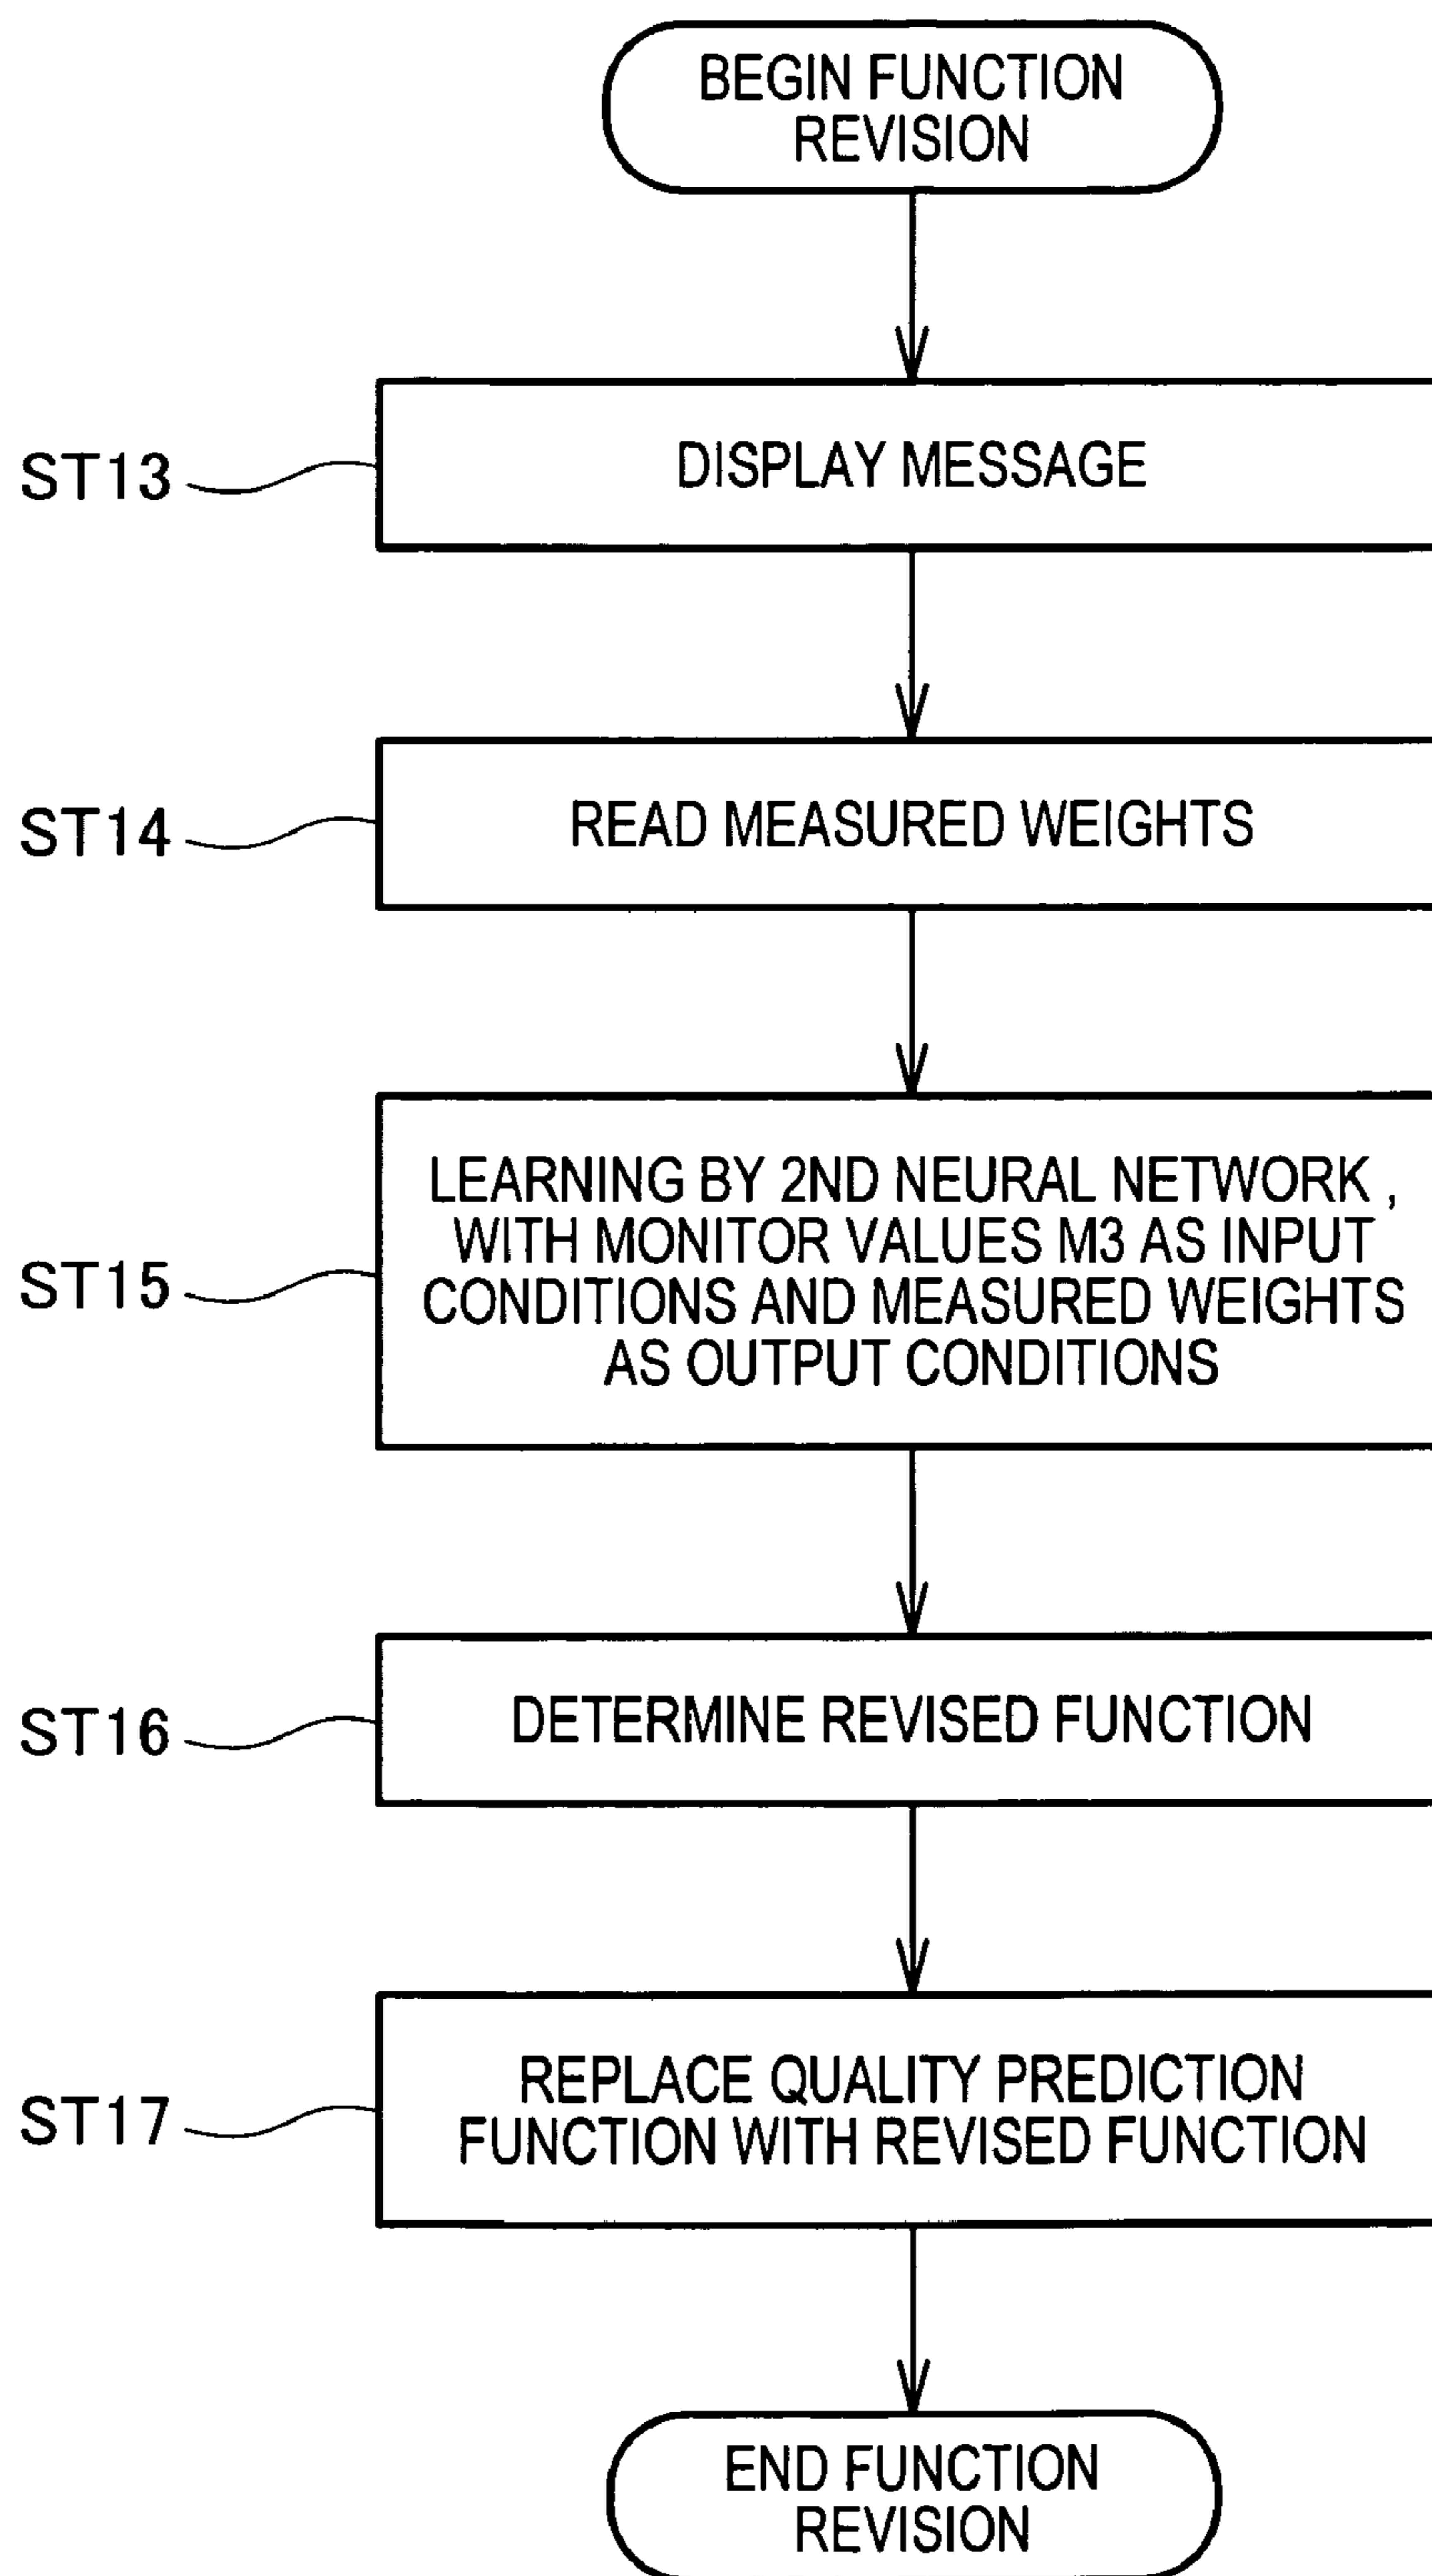 BEGIN FUNCTION
REVISION
ST13
DISPLAY MESSAGE
ST14
READ MEASURED WEIGHTS
ST15
LEARNING BY 2ND NEURAL NETWORK ,
WITH MONITOR VALUES M3 AS INPUT
CONDITIONS AND MEASURED WEIGHTS
AS OUTPUT CONDITIONS
ST16
DETERMINE REVISED FUNCTION
ST17
REPLACE QUALITY PREDICTION
FUNCTION WITH REVISED FUNCTION
END FUNCTION
REVISION